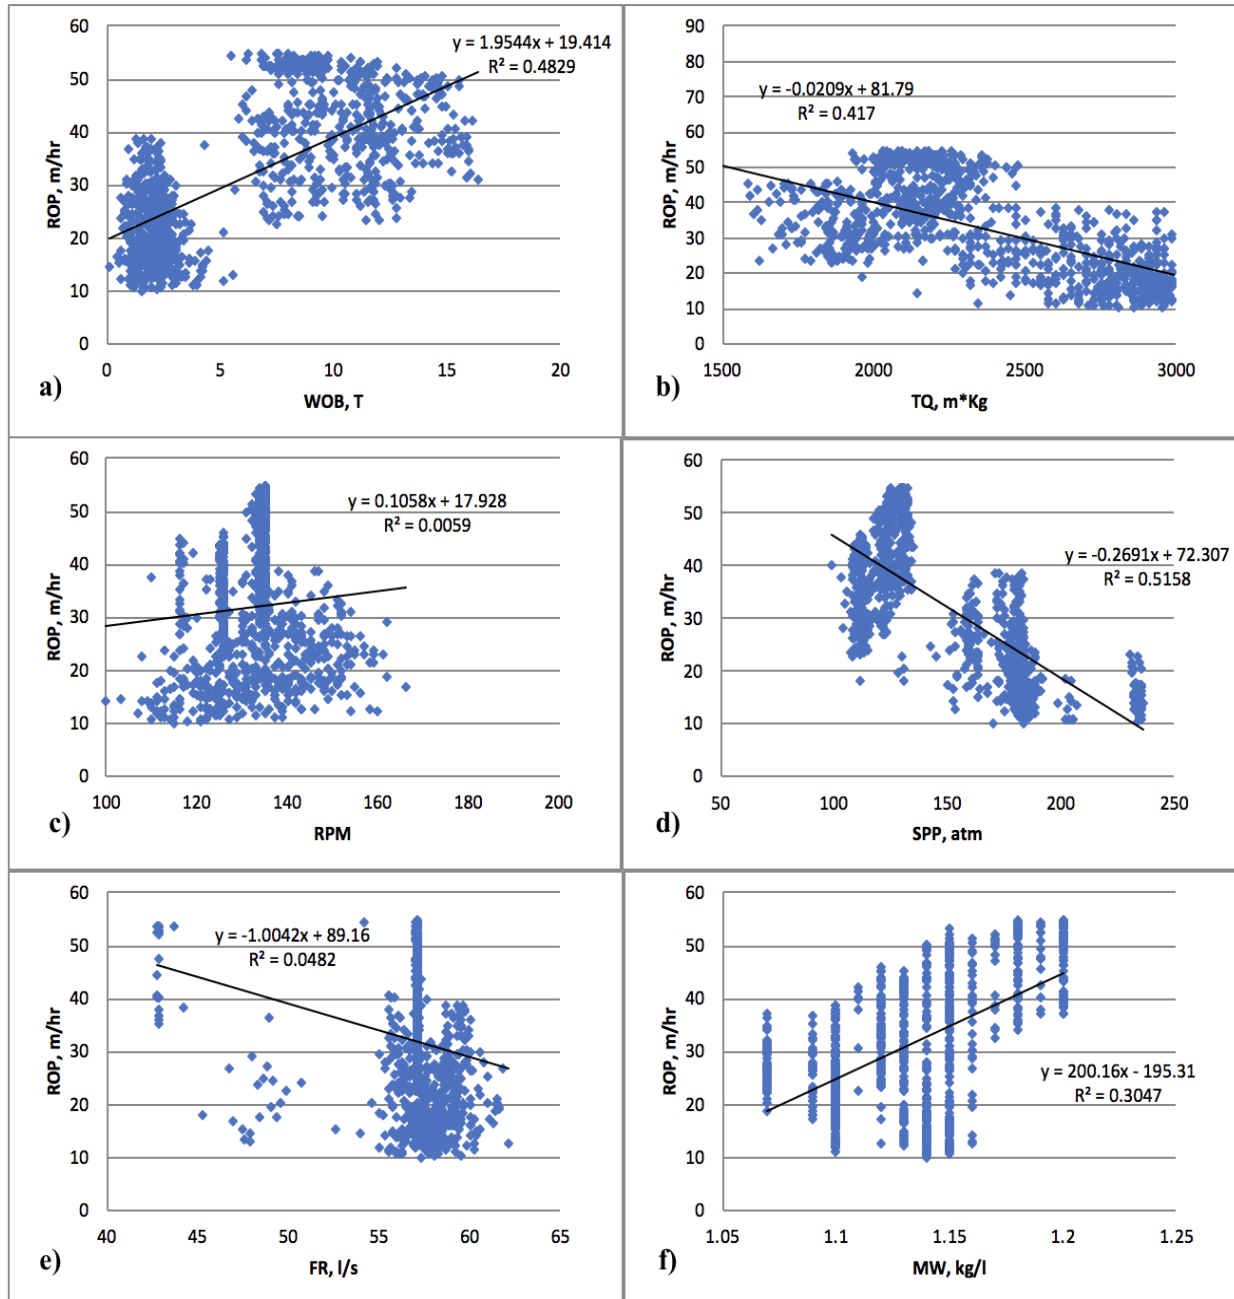 60
50
40
30
20
10
0
ROP, m/hr
y = 1.9544x + 19.414
R² = 0.4829
0 5 10 15 20
a)
WOB, T
90
80
70
60
50
40
30
20
10
0
ROP, m/hr
y = -0.0209x + 81.79
R² = 0.417
1500 2000 2500 3000
b)
TQ, m*Kg
60
50
40
30
20
10
0
ROP, m/hr
y = 0.1058x + 17.928
R² = 0.0059
100 120 140 160 180 200
c)
RPM
60
50
40
30
20
10
0
ROP, m/hr
y = -0.2691x + 72.307
R² = 0.5158
50 100 150 200 250
d)
SPP, atm
60
50
40
30
20
10
0
ROP, m/hr
y = -1.0042x + 89.16
R² = 0.0482
40 45 50 55 60 65
e)
FR, l/s
60
50
40
30
20
10
0
ROP, m/hr
y = 200.16x - 195.31
R² = 0.3047
1.05 1.1 1.15 1.2 1.25
f)
MW, kg/l